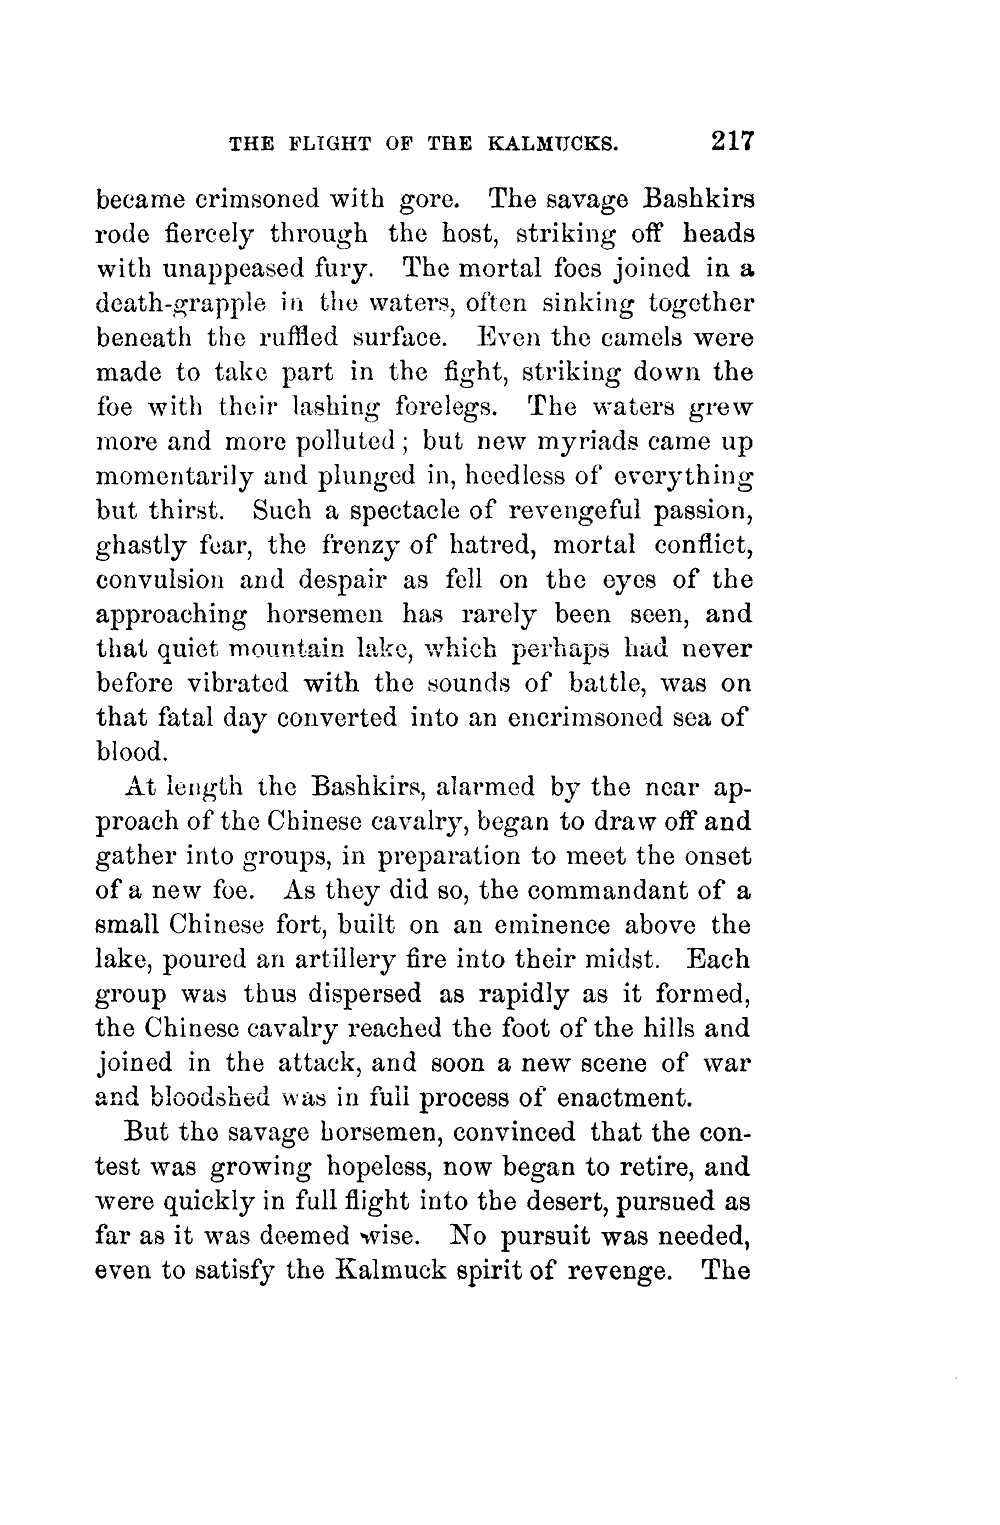 THE FLIGHT OF THE KALMUCKS. 217
became crimsoned with gore. The savage Bashkirs
rode fiercely through the host, striking off heads
with unappeased fury. The mortal foes joined in a
death-grapple in the waters, often sinking together
beneath the ruffled surface. Even the camels were
made to take part in the fight, striking down the
foe with their lashing forelegs. The waters grew
more and more polluted; but new myriads came up
momentarily and plunged in, heedless of everything
but thirst. Such a spectacle of revengeful passion,
ghastly fear, the frenzy of hatred, mortal conflict,
convulsion and despair as fell on the eyes of the
approaching horsemen has rarely been seen, and
that quiet mountain lake, which perhaps had never
before vibrated with the sounds of battle, was on
that fatal day converted into an encrimsoned sea of
blood.
At length the Bashkirs, alarmed by the near ap-
proach of the Chinese cavalry, began to draw off and
gather into groups, in preparation to meet the onset
of a new foe. As they did so, the commandant of a
small Chinese fort, built on an eminence above the
lake, poured an artillery fire into their midst. Each
group was thus dispersed as rapidly as it formed,
the Chinese cavalry reached the foot of the hills and
joined in the attack, and soon a new scene of war
and bloodshed was in full process of enactment.
But the savage horsemen, convinced that the con-
test was growing hopeless, now began to retire, and
were quickly in full flight into the desert, pursued as
far as it was deemed wise. No pursuit was needed,
even to satisfy the Kalmuck spirit of revenge. The